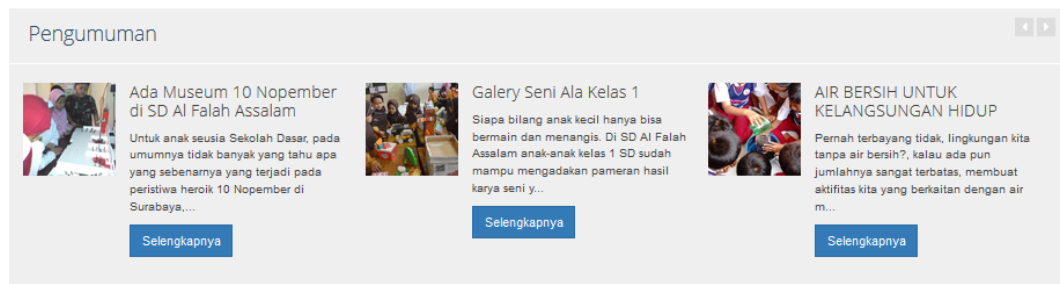 Pengumuman
Ada Museum 10 Nopember
di SD Al Falah Assalam
Untuk anak seusia Sekolah Dasar, pada
umumnya tidak banyak yang tahu apa
yang sebenarnya yang terjadi pada
peristiwa heroik 10 Nopember di
Surabaya,...
Selengkapnya
Galery Seni Ala Kelas 1
Siapa bilang anak kecil hanya bisa
bermain dan menangis. Di SD Al Falah
Assalam anak-anak kelas 1 SD sudah
mampu mengadakan pameran hasil
karya seni y...
Selengkapnya
AIR BERSIH UNTUK
KELANGSUNGAN HIDUP
Pernah terbayang tidak, lingkungan kita
tanpa air bersih?, kalau ada pun
jumlahnya sangat terbatas, membuat
aktifitas kita yang berkaitan dengan air
m...
Selengkapnya